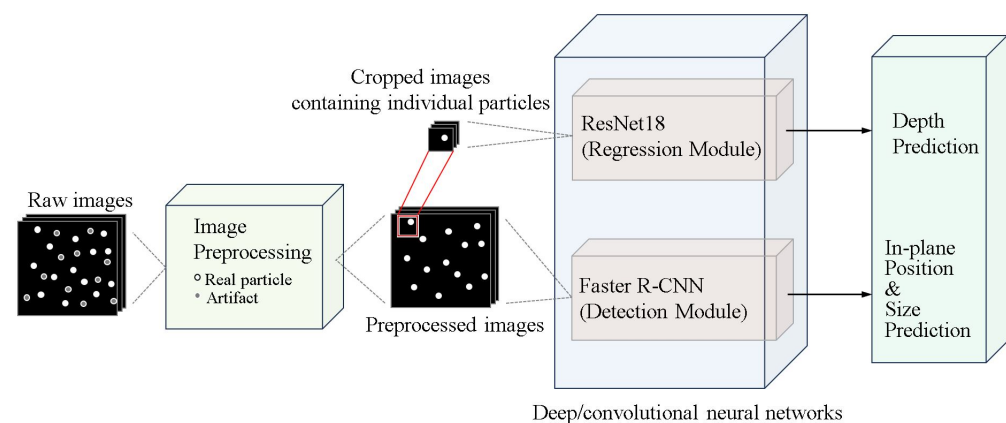 Raw images
Image
Preprocessing
Real particle
Artifact
Cropped images
containing individual particles
Preprocessed images
ResNet18
(Regression Module)
Faster R-CNN
(Detection Module)
Deep/convolutional neural networks
Depth
Prediction
In-plane
Position
&
Size
Prediction